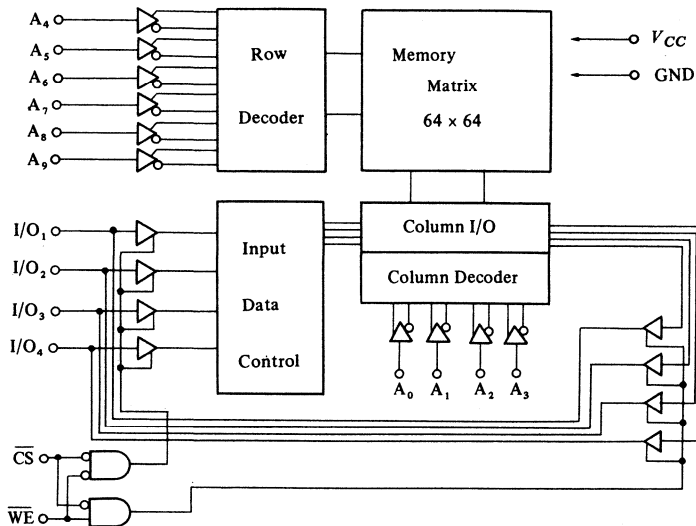 A4
A5
A6
A7
A8
A9
Row
Decoder
Memory
Matrix
64 × 64
VCC
GND
I/O1
I/O2
I/O3
I/O4
Input
Data
Control
Column I/O
Column Decoder
A0 A1 A2 A3
CS
WE